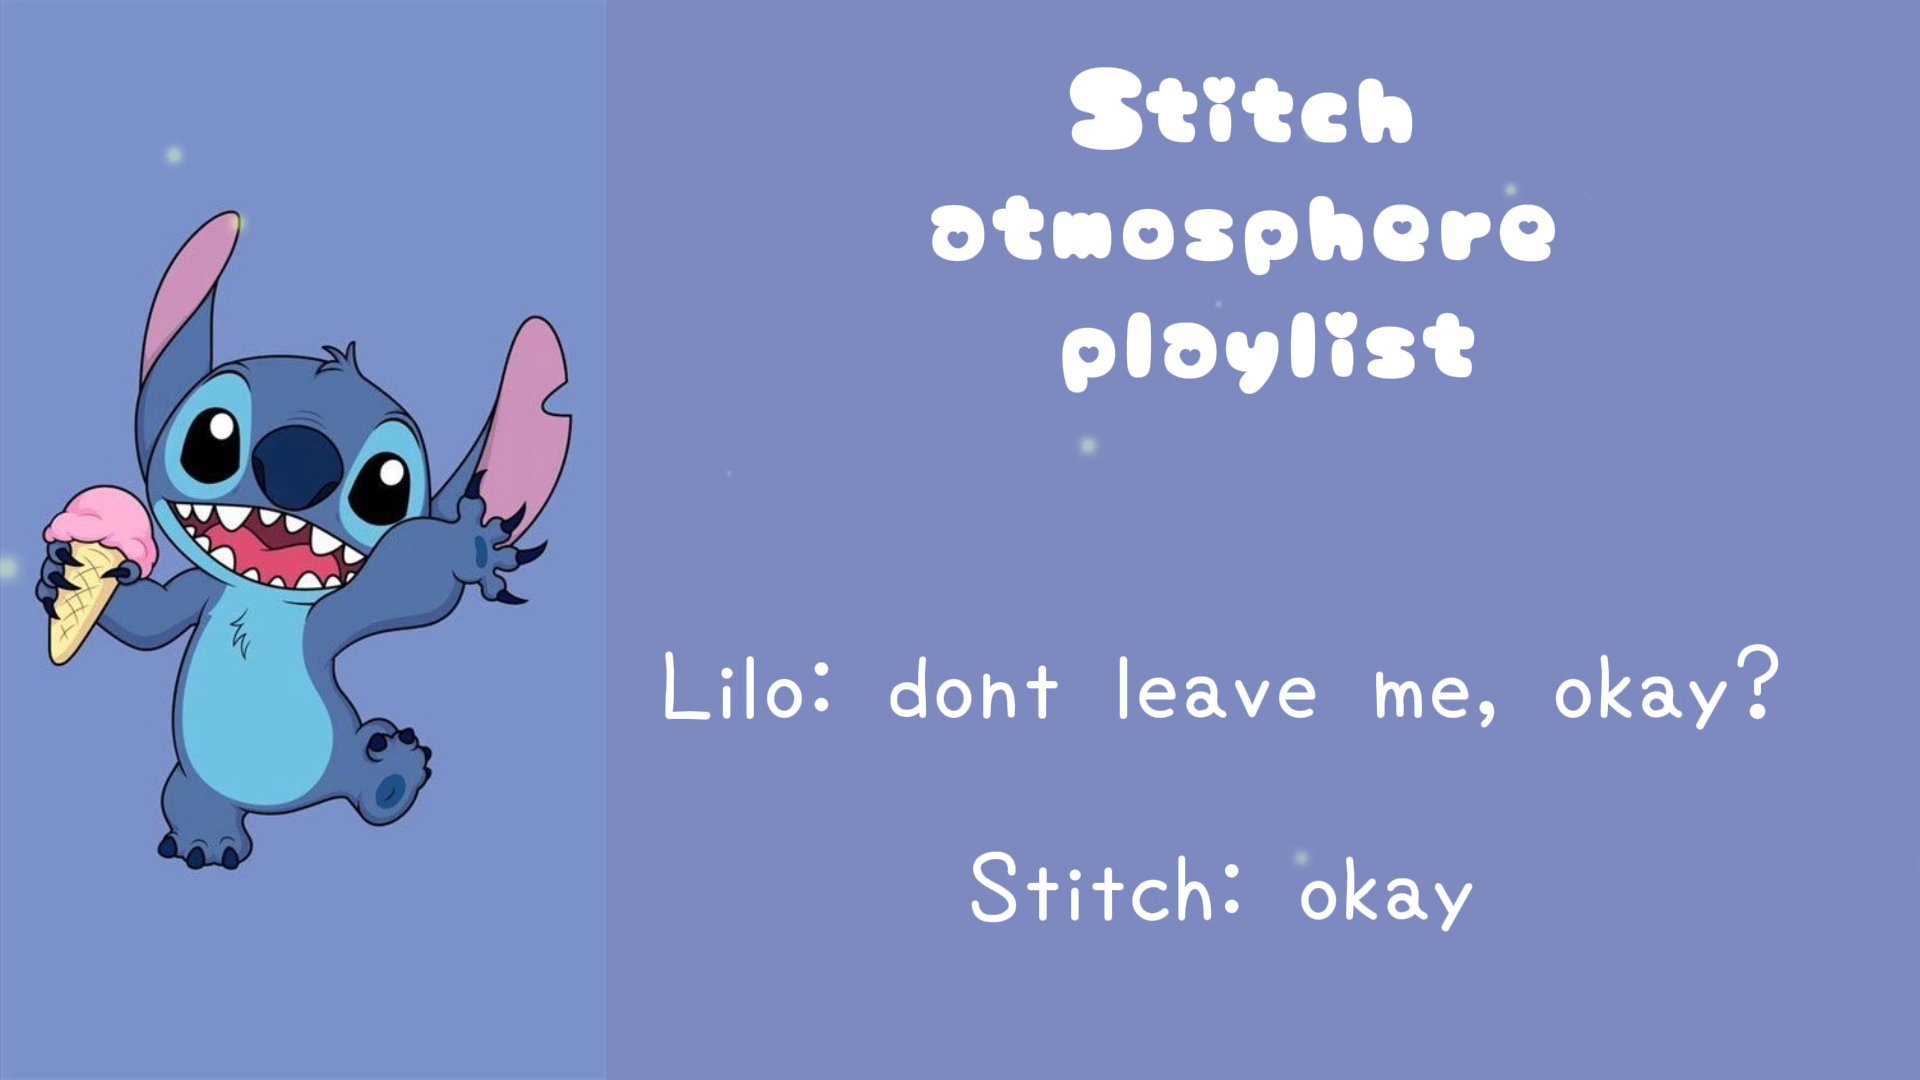 Stitch
atmosphere
playlist
Lilo: dont leave me, okay?
Stitch: okay